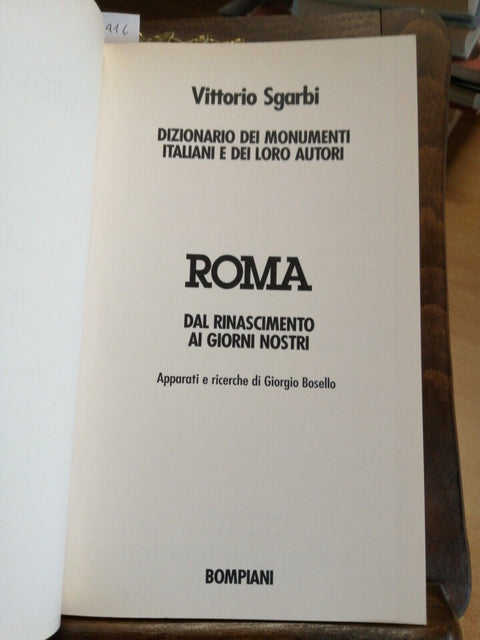 A16
Vittorio Sgarbi
DIZIONARIO DEI MONUMENTI
ITALIANI E DEI LORO AUTORI
ROMA
DAL RINASCIMENTO
AI GIORNI NOSTRI
Apparati e ricerche di Giorgio Bosello
BOMPIANI